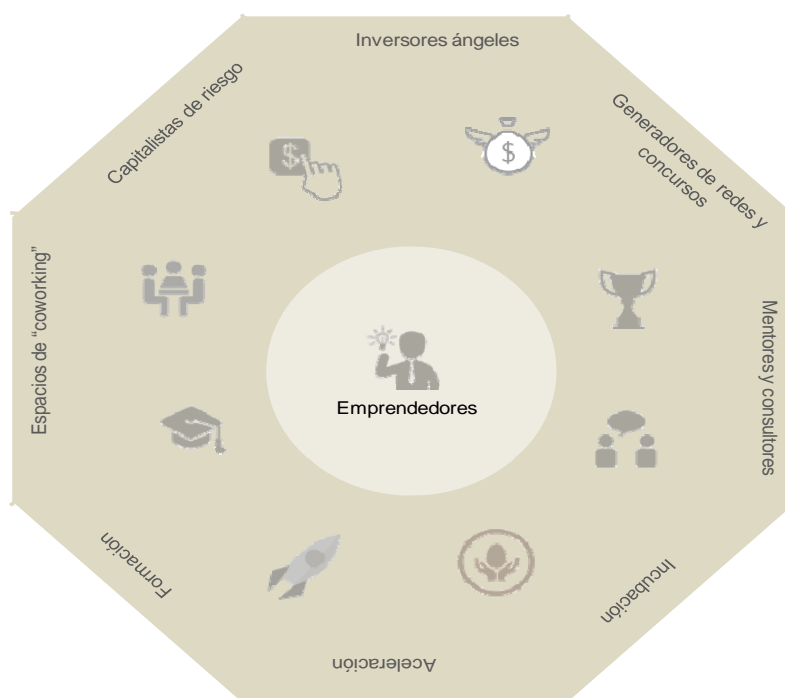 Inversores ángeles
Generadores de redes y
concursos
Mentores y consultores
Incubación
Aceleración
Formación
Espacios de “coworking”
Capitalistas de riesgo
$
$
Emprendedores